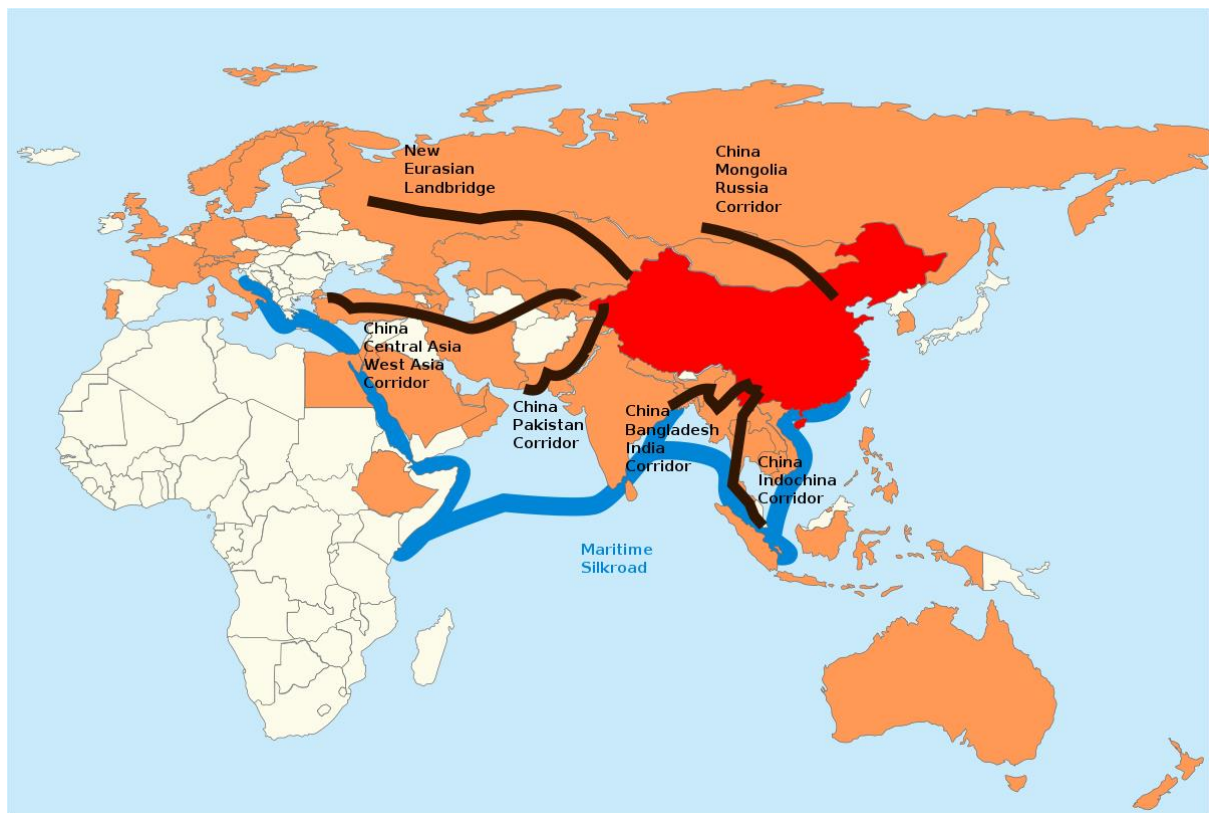 New
Eurasian
Landbridge
China
Mongolia
Russia
Corridor
China
Central Asia
West Asia
Corridor
China
Pakistan
Corridor
China
Bangladesh
India
Corridor
China
Indochina
Corridor
Maritime
Silkroad